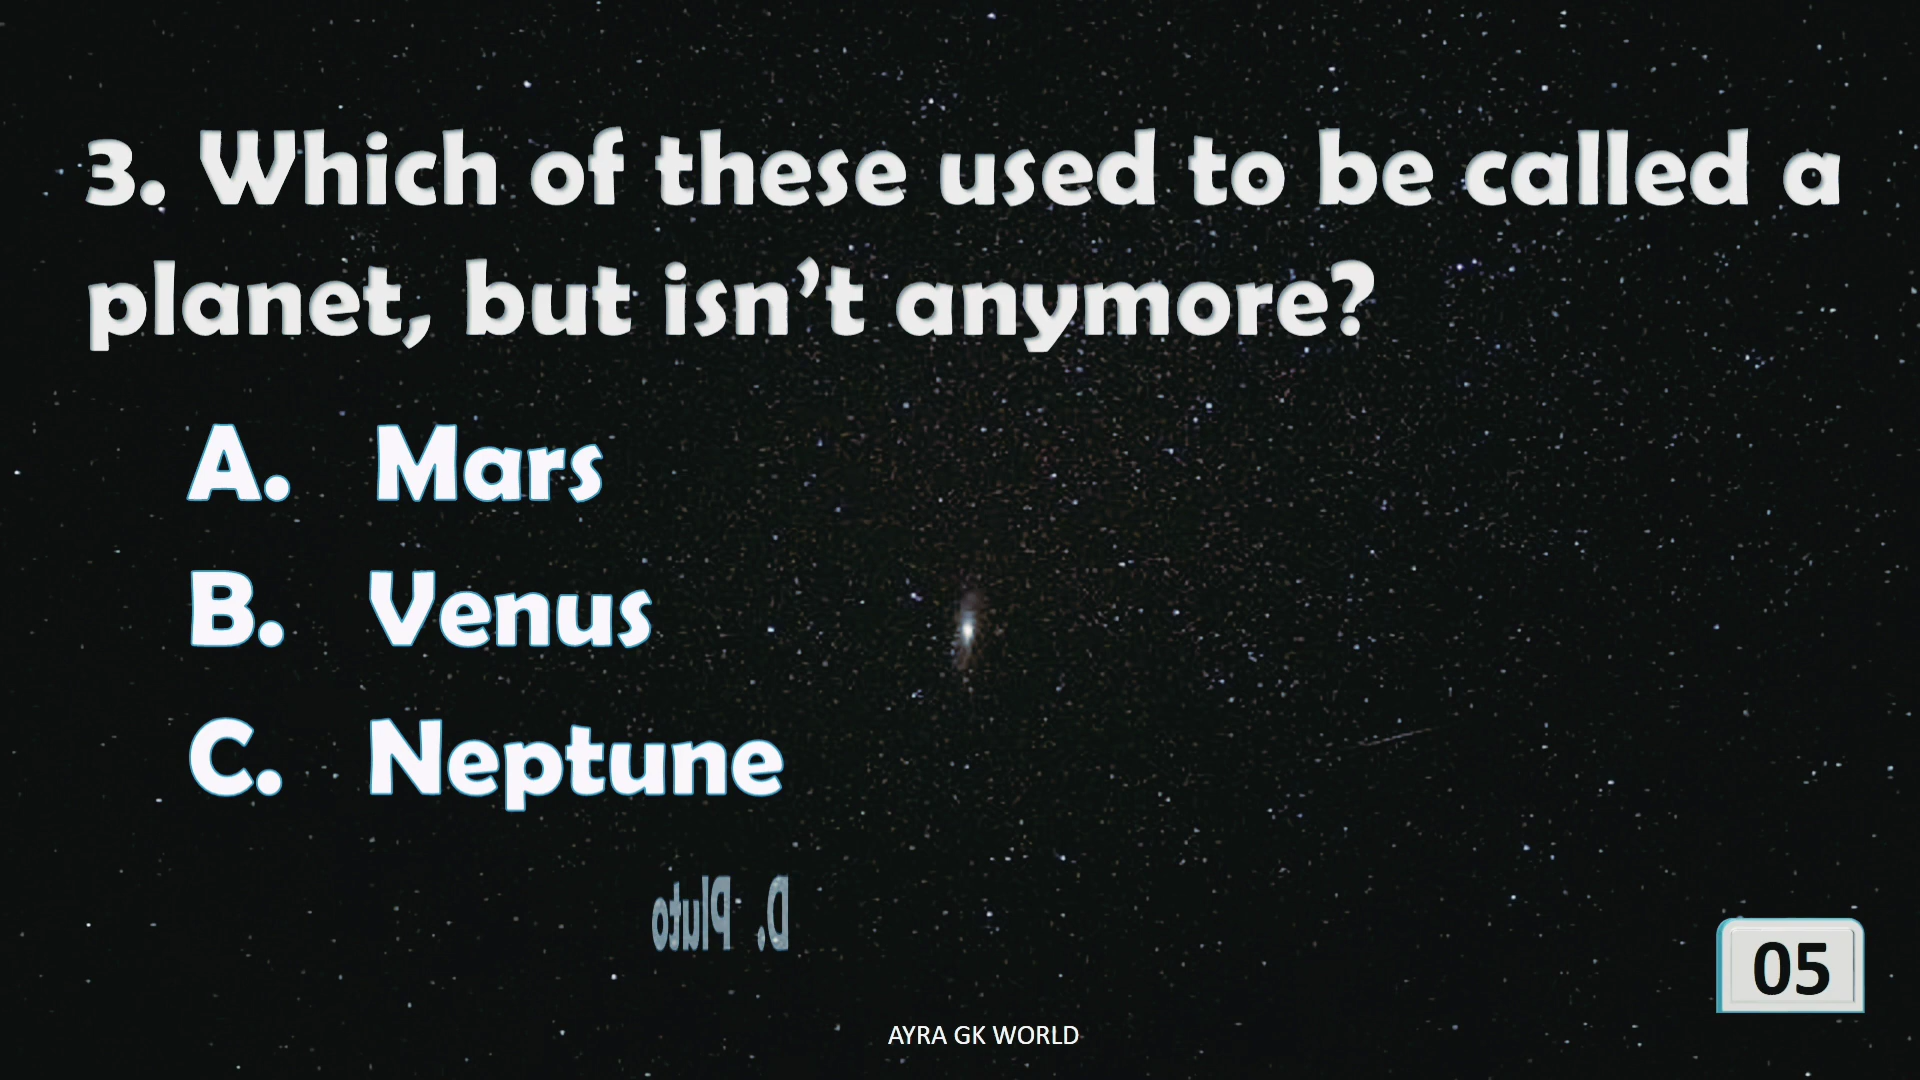 3. Which of these used to be called a
planet, but isn’t anymore?
A. Mars
B. Venus
C. Neptune
D. Pluto
05
AYRA GK WORLD